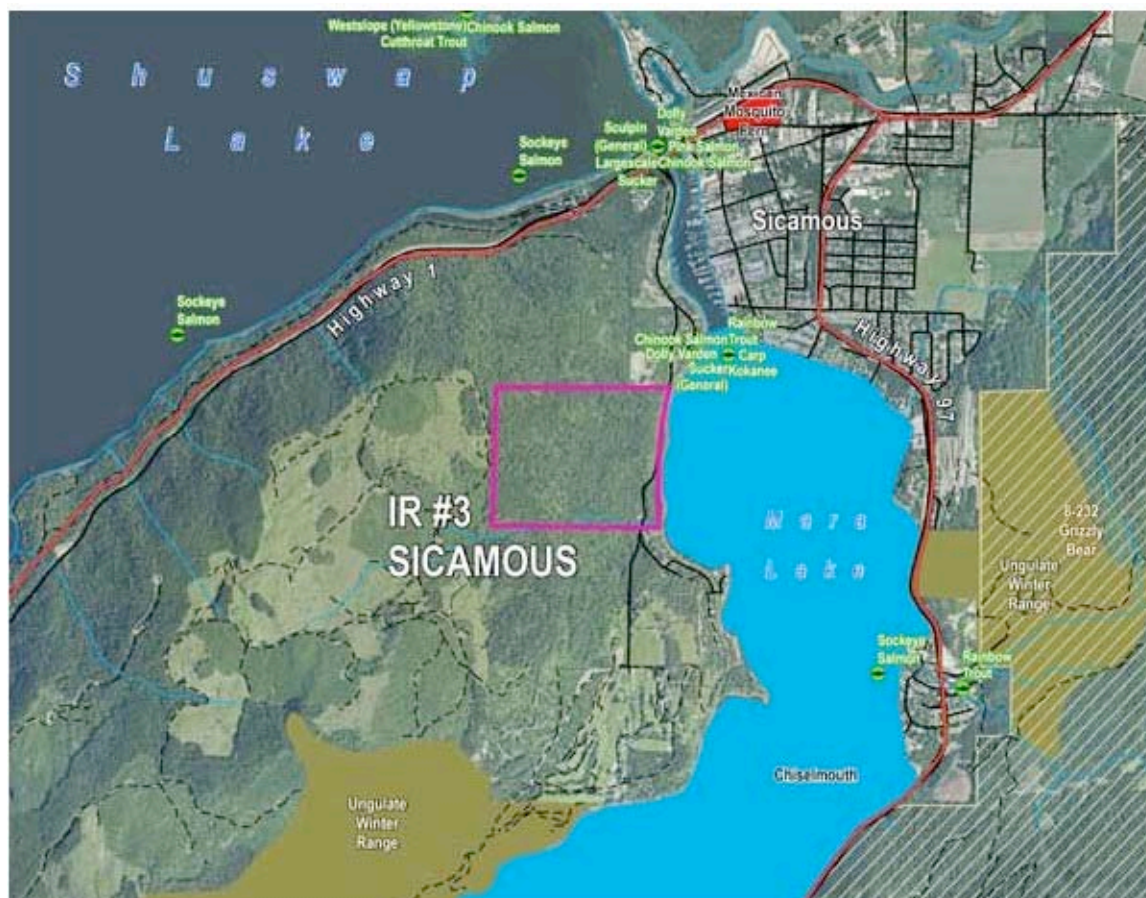 Westslope (Yellowstone) Chinook Salmon
Cutthroat Trout
Shuswap
Lake
Mexican
Mosquito
Fern
Dolly
Varden
Sculpin
(General)
Pink Salmon
Largescale Chinook Salmon
Sucker
Sockeye
Salmon
Sicamous
Highway 1
Sockeye
Salmon
Rainbow
Chinook Salmon Trout
Dolly Varden Carp
Sucker Kokanee
(General)
Highway 97
IR #3
SICAMOUS
Mara
Lake
8-232
Grizzly
Bear
Ungulate
Winter
Range
Sockeye
Salmon
Rainbow
Trout
Chiselmouth
Ungulate
Winter
Range